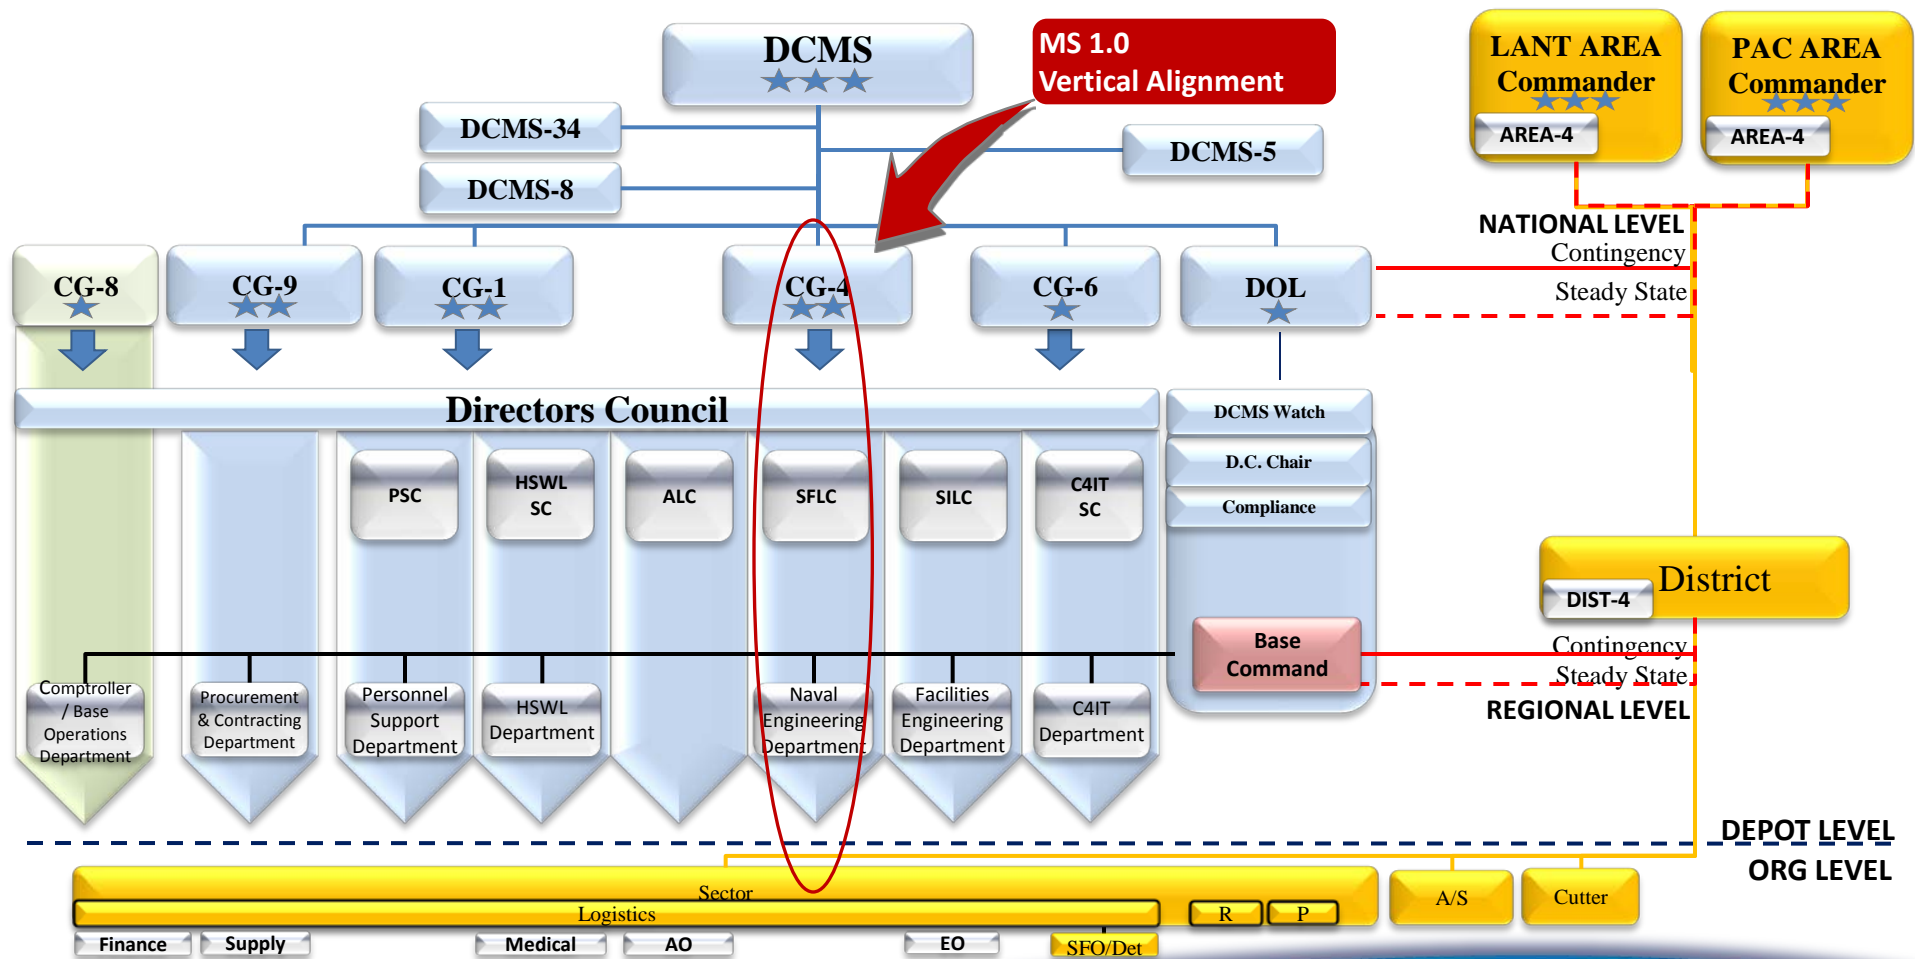 DCMS
MS 1.0
Vertical Alignment
LANT AREA
Commander
AREA-4
PAC AREA
Commander
AREA-4
DCMS-34
DCMS-5
DCMS-8
NATIONAL LEVEL
Contingency
Steady State
CG-8
CG-9
CG-1
CG-4
CG-6
DOL
Directors Council
DCMS Watch
D.C. Chair
Compliance
PSC
HSWL
SC
ALC
SFLC
SILC
C4IT
SC
District
DIST-4
Base
Command
Contingency
Steady State
REGIONAL LEVEL
Comptroller
/ Base
Operations
Department
Procurement
& Contracting
Department
Personnel
Support
Department
HSWL
Department
Naval
Engineering
Department
Facilities
Engineering
Department
C4IT
Department
DEPOT LEVEL
ORG LEVEL
Sector
Logistics
R
P
A/S
Cutter
Finance
Supply
Medical
AO
EO
SFO/Det